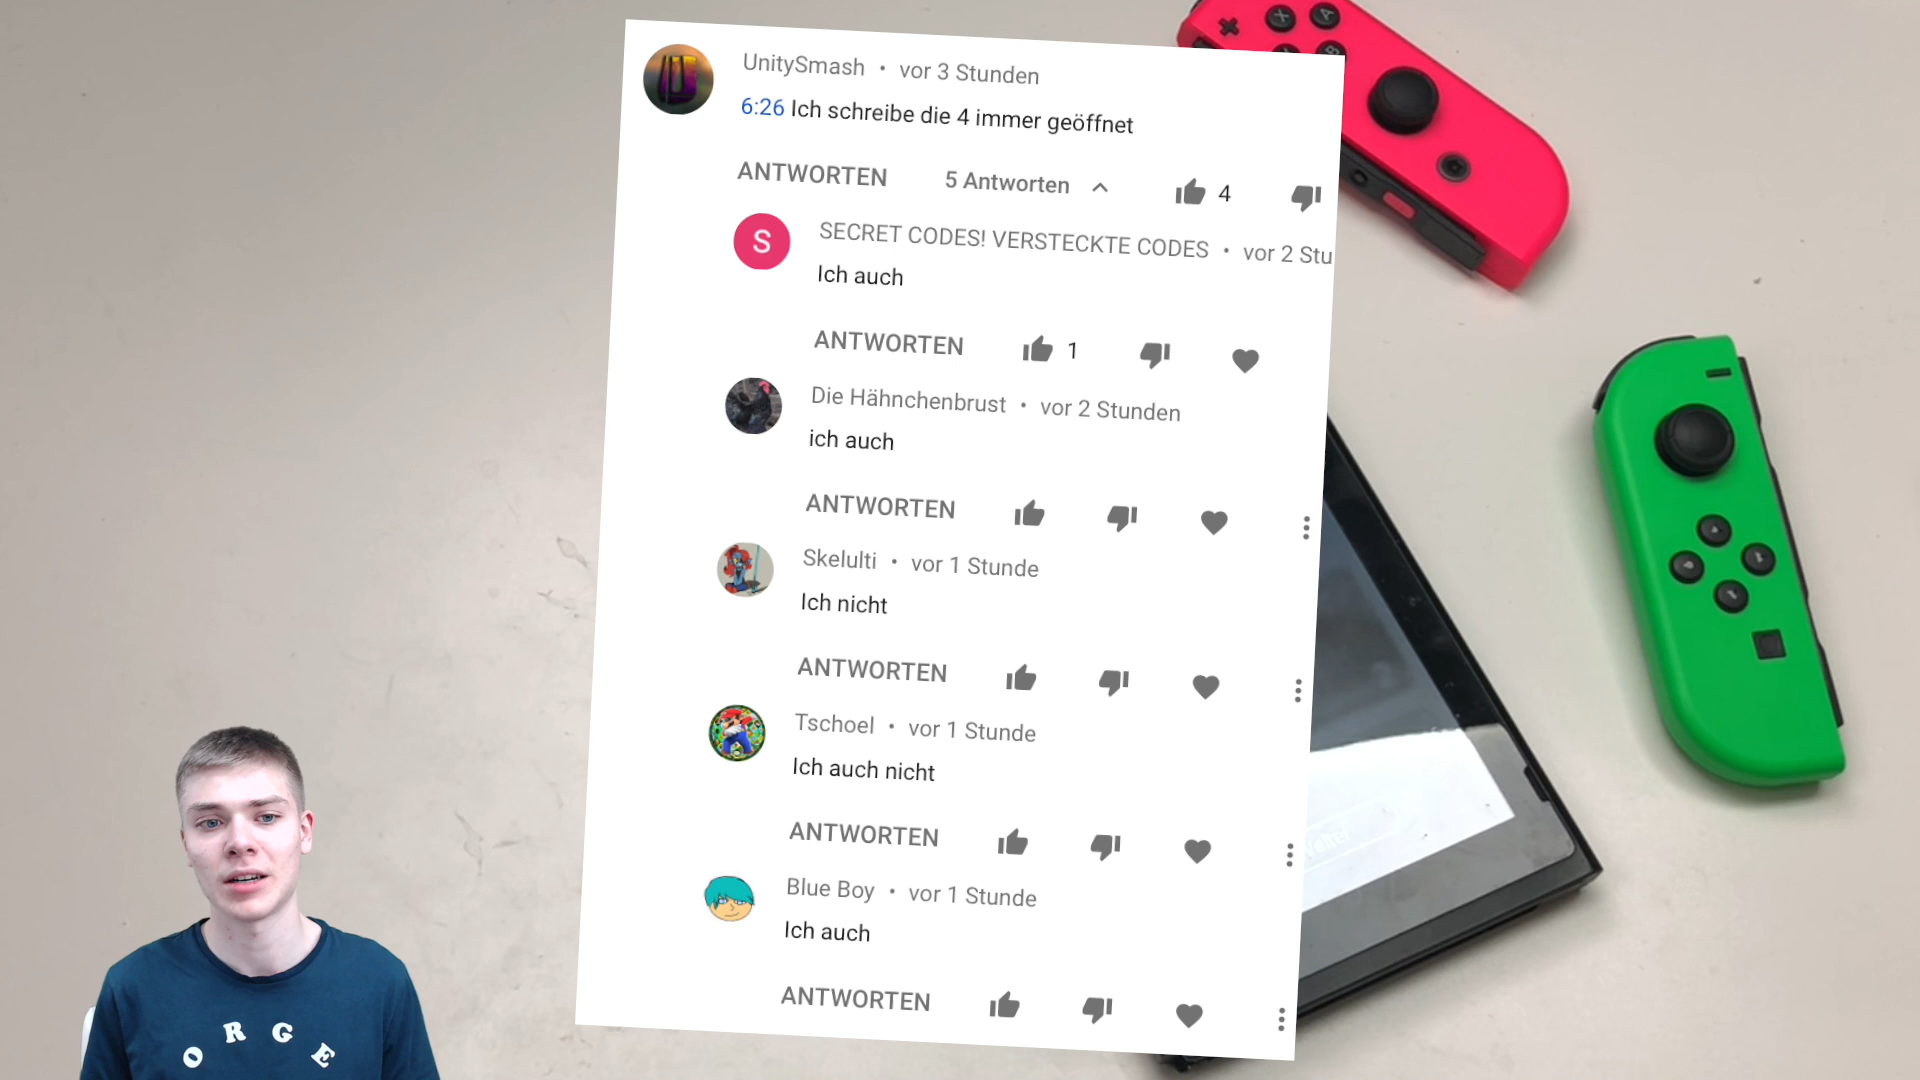 UnitySmash • vor 3 Stunden
6:26 Ich schreibe die 4 immer geöffnet
ANTWORTEN 5 Antworten 4
S
SECRET CODES! VERSTECKTE CODES • vor 2 Stu
Ich auch
ANTWORTEN 1
Die Hähnchenbrust • vor 2 Stunden
ich auch
ANTWORTEN
Skelulti • vor 1 Stunde
Ich nicht
ANTWORTEN
Tschoel • vor 1 Stunde
Ich auch nicht
ANTWORTEN
Blue Boy • vor 1 Stunde
Ich auch
ANTWORTEN
ORGE
X
A
B
Weiter